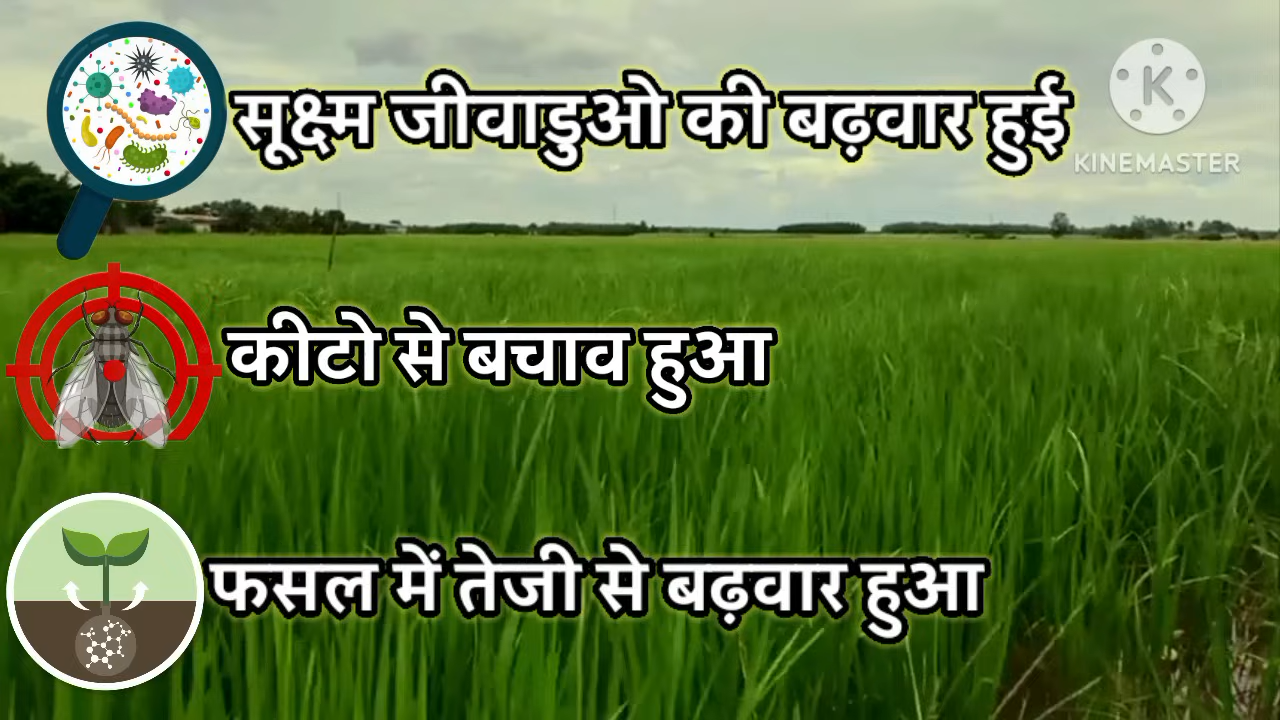 सूक्ष्म जीवाडुओ की बढ़वार हुई
K
KINEMASTER
कीटो से बचाव हुआ
फसल में तेजी से बढ़वार हुआ